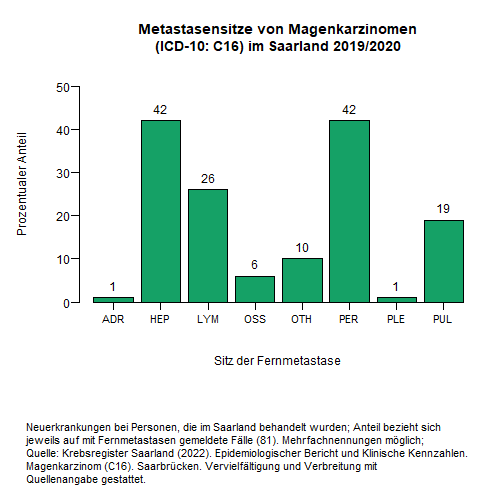 Metastasensitze von Magenkarzinomen
(ICD-10: C16) im Saarland 2019/2020
Prozentualer Anteil
50
40
30
20
10
0
1
42
26
6
10
42
1
19
ADR
HEP
LYM
OSS
OTH
PER
PLE
PUL
Sitz der Fernmetastase
Neuerkrankungen bei Personen, die im Saarland behandelt wurden; Anteil bezieht sich
jeweils auf mit Fernmetastasen gemeldete Fälle (81). Mehrfachnennungen möglich;
Quelle: Krebsregister Saarland (2022). Epidemiologischer Bericht und Klinische Kennzahlen.
Magenkarzinom (C16). Saarbrücken. Vervielfältigung und Verbreitung mit
Quellenangabe gestattet.